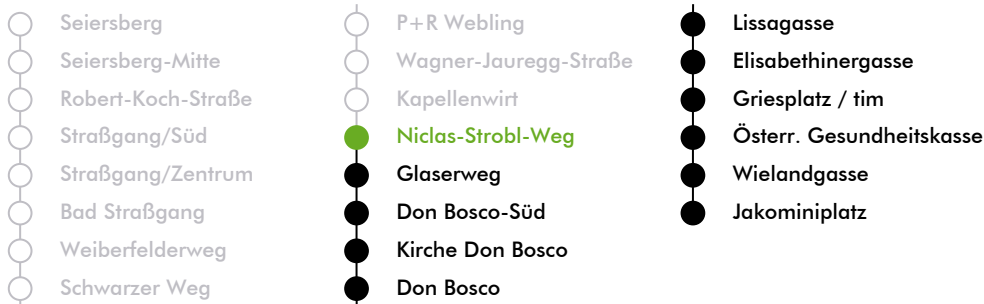 Seiersberg
Seiersberg-Mitte
Robert-Koch-Straße
Straßgang/Süd
Straßgang/Zentrum
Bad Straßgang
Weiberfelderweg
Schwarzer Weg
P+R Webling
Wagner-Jauregg-Straße
Kapellenwirt
Niclas-Strobl-Weg
Glaserweg
Don Bosco-Süd
Kirche Don Bosco
Don Bosco
Lissagasse
Elisabethinergasse
Griesplatz / tim
Österr. Gesundheitskasse
Wielandgasse
Jakominiplatz